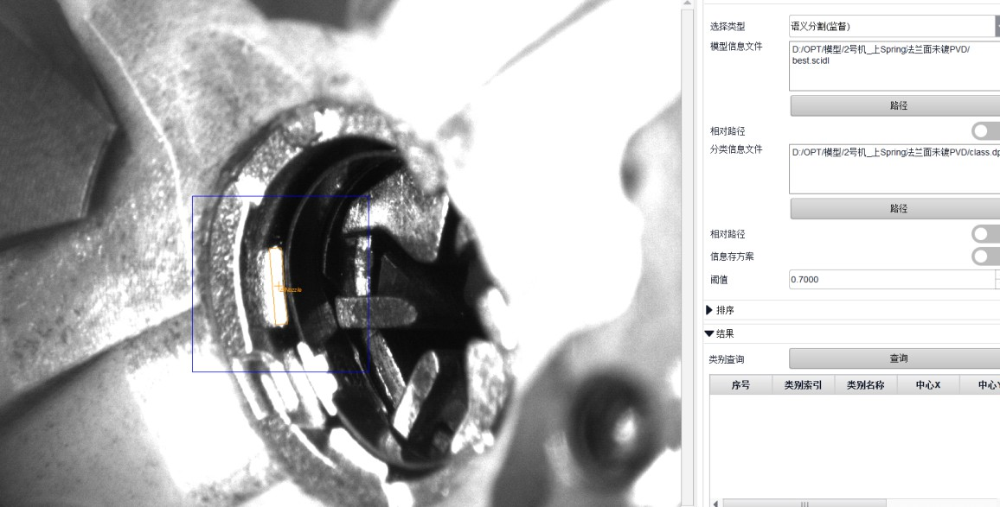 Nozzle
选择类型
语义分割(监督)
模型信息文件
D:/OPT/模型/2号机_上Spring法兰面未镀PVD/
best.scidl
路径
相对路径
分类信息文件
D:/OPT/模型/2号机_上Spring法兰面未镀PVD/class.dp
路径
相对路径
信息存方案
阈值
0.7000
排序
结果
类别查询
查询
序号 类别索引 类别名称 中心X 中心Y